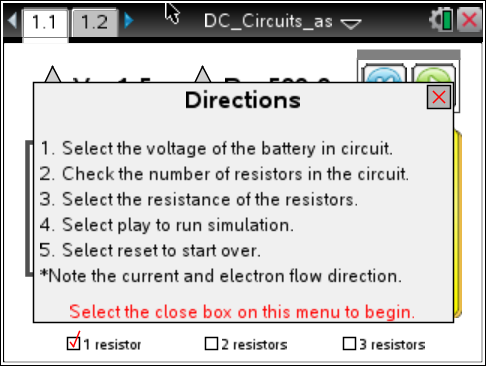 1.1 1.2 DC_Circuits_as
Directions
1. Select the voltage of the battery in circuit.
2. Check the number of resistors in the circuit.
3. Select the resistance of the resistors.
4. Select play to run simulation.
5. Select reset to start over.
*Note the current and electron flow direction.
Select the close box on this menu to begin.
1 resistor 2 resistors 3 resistors